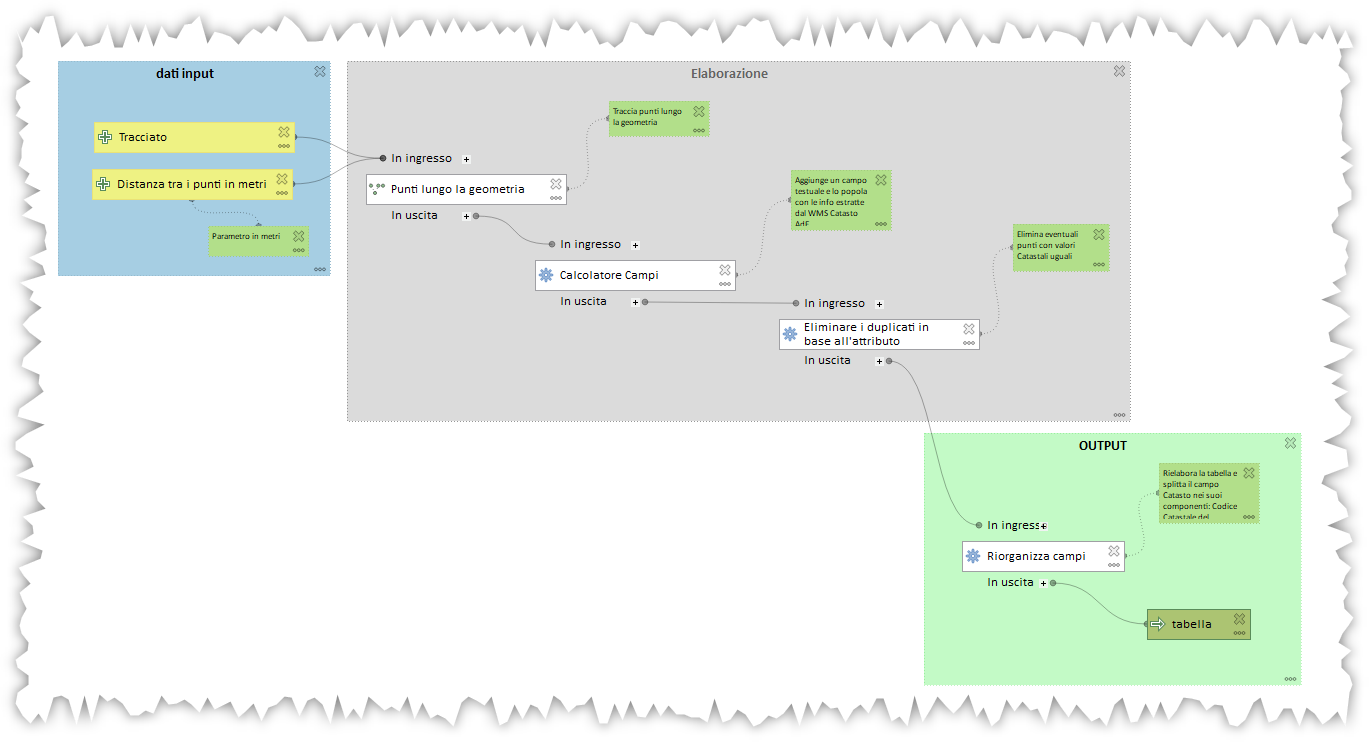 dati input
Tracciato
Distanza tra i punti in metri
Parametro in metri
Elaborazione
Traccia punti lungo
la geometria
In ingresso
Punti lungo la geometria
In uscita
Aggiunge un campo
testuale e lo popola
con le info estratte
dal WMS Catasto
AdE
In ingresso
Calcolatore Campi
In uscita
Elimina eventuali
punti con valori
Catastali uguali
In ingresso
Eliminare i duplicati in
base all'attributo
In uscita
OUTPUT
Rielabora la tabella e
splitta il campo
Catasto nei suoi
componenti: Codice
Catastale del
In ingress
Riorganizza campi
In uscita
tabella